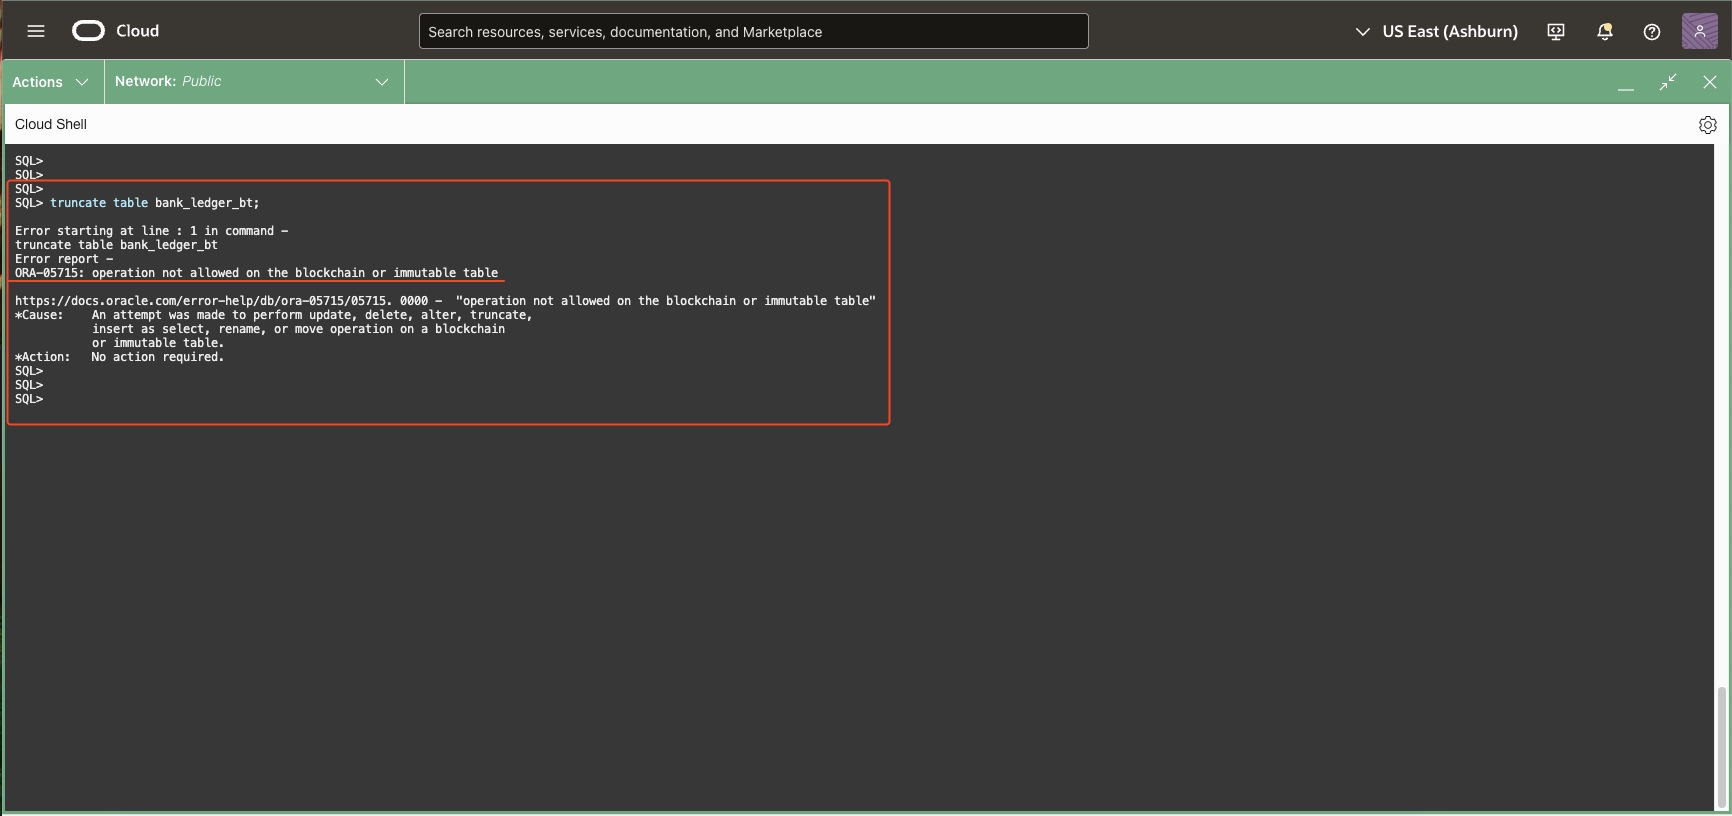 Cloud
Search resources, services, documentation, and Marketplace
US East (Ashburn)
Actions
Network: Public
Cloud Shell
SQL>
SQL>
SQL>
SQL> truncate table bank_ledger_bt;
Error starting at line : 1 in command -
truncate table bank_ledger_bt
Error report -
ORA-05715: operation not allowed on the blockchain or immutable table
https://docs.oracle.com/error-help/db/ora-05715/05715. 0000 -  "operation not allowed on the blockchain or immutable table"
*Cause:    An attempt was made to perform update, delete, alter, truncate,
insert as select, rename, or move operation on a blockchain
or immutable table.
*Action:   No action required.
SQL>
SQL>
SQL>